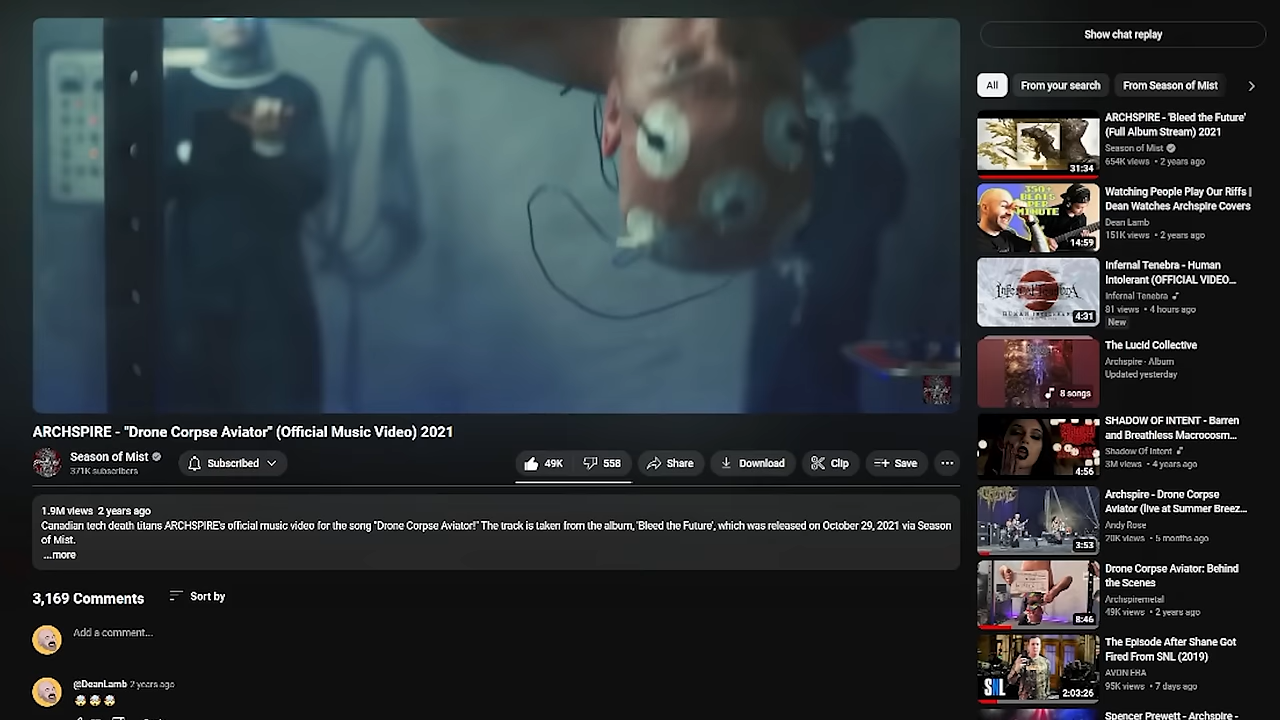 Show chat replay
All
From your search
From Season of Mist
ARCHSPIRE - 'Bleed the Future'
(Full Album Stream) 2021
Season of Mist
654K views • 2 years ago
31:34
350+
BEATS
PER
MINUTE
14:59
Watching People Play Our Riffs |
Dean Watches Archspire Covers
Dean Lamb
151K views • 2 years ago
Infernal Tenebra
4:31
Infernal Tenebra - Human
Intolerant (OFFICIAL VIDEO...
Infernal Tenebra
81 views • 4 hours ago
New
8 songs
The Lucid Collective
Archspire · Album
Updated yesterday
4:56
SHADOW OF INTENT - Barren
and Breathless Macrocosm...
Shadow Of Intent
3M views • 4 years ago
3:53
Archspire - Drone Corpse
Aviator (live at Summer Breez...
Andy Rose
20K views • 5 months ago
8:46
Drone Corpse Aviator: Behind
the Scenes
Archspiremetal
49K views • 2 years ago
SNL
2:03:26
The Episode After Shane Got
Fired From SNL (2019)
AVDN ERA
95K views • 7 days ago
Spencer Prewett - Archspire -
ARCHSPIRE - "Drone Corpse Aviator" (Official Music Video) 2021
Season of Mist
371K subscribers
Subscribed
49K
558
Share
Download
Clip
Save
1.9M views 2 years ago
Canadian tech death titans ARCHSPIRE's official music video for the song "Drone Corpse Aviator!" The track is taken from the album, 'Bleed the Future', which was released on October 29, 2021 via Season
of Mist.
...more
3,169 Comments
Sort by
Add a comment...
@DeanLamb 2 years ago